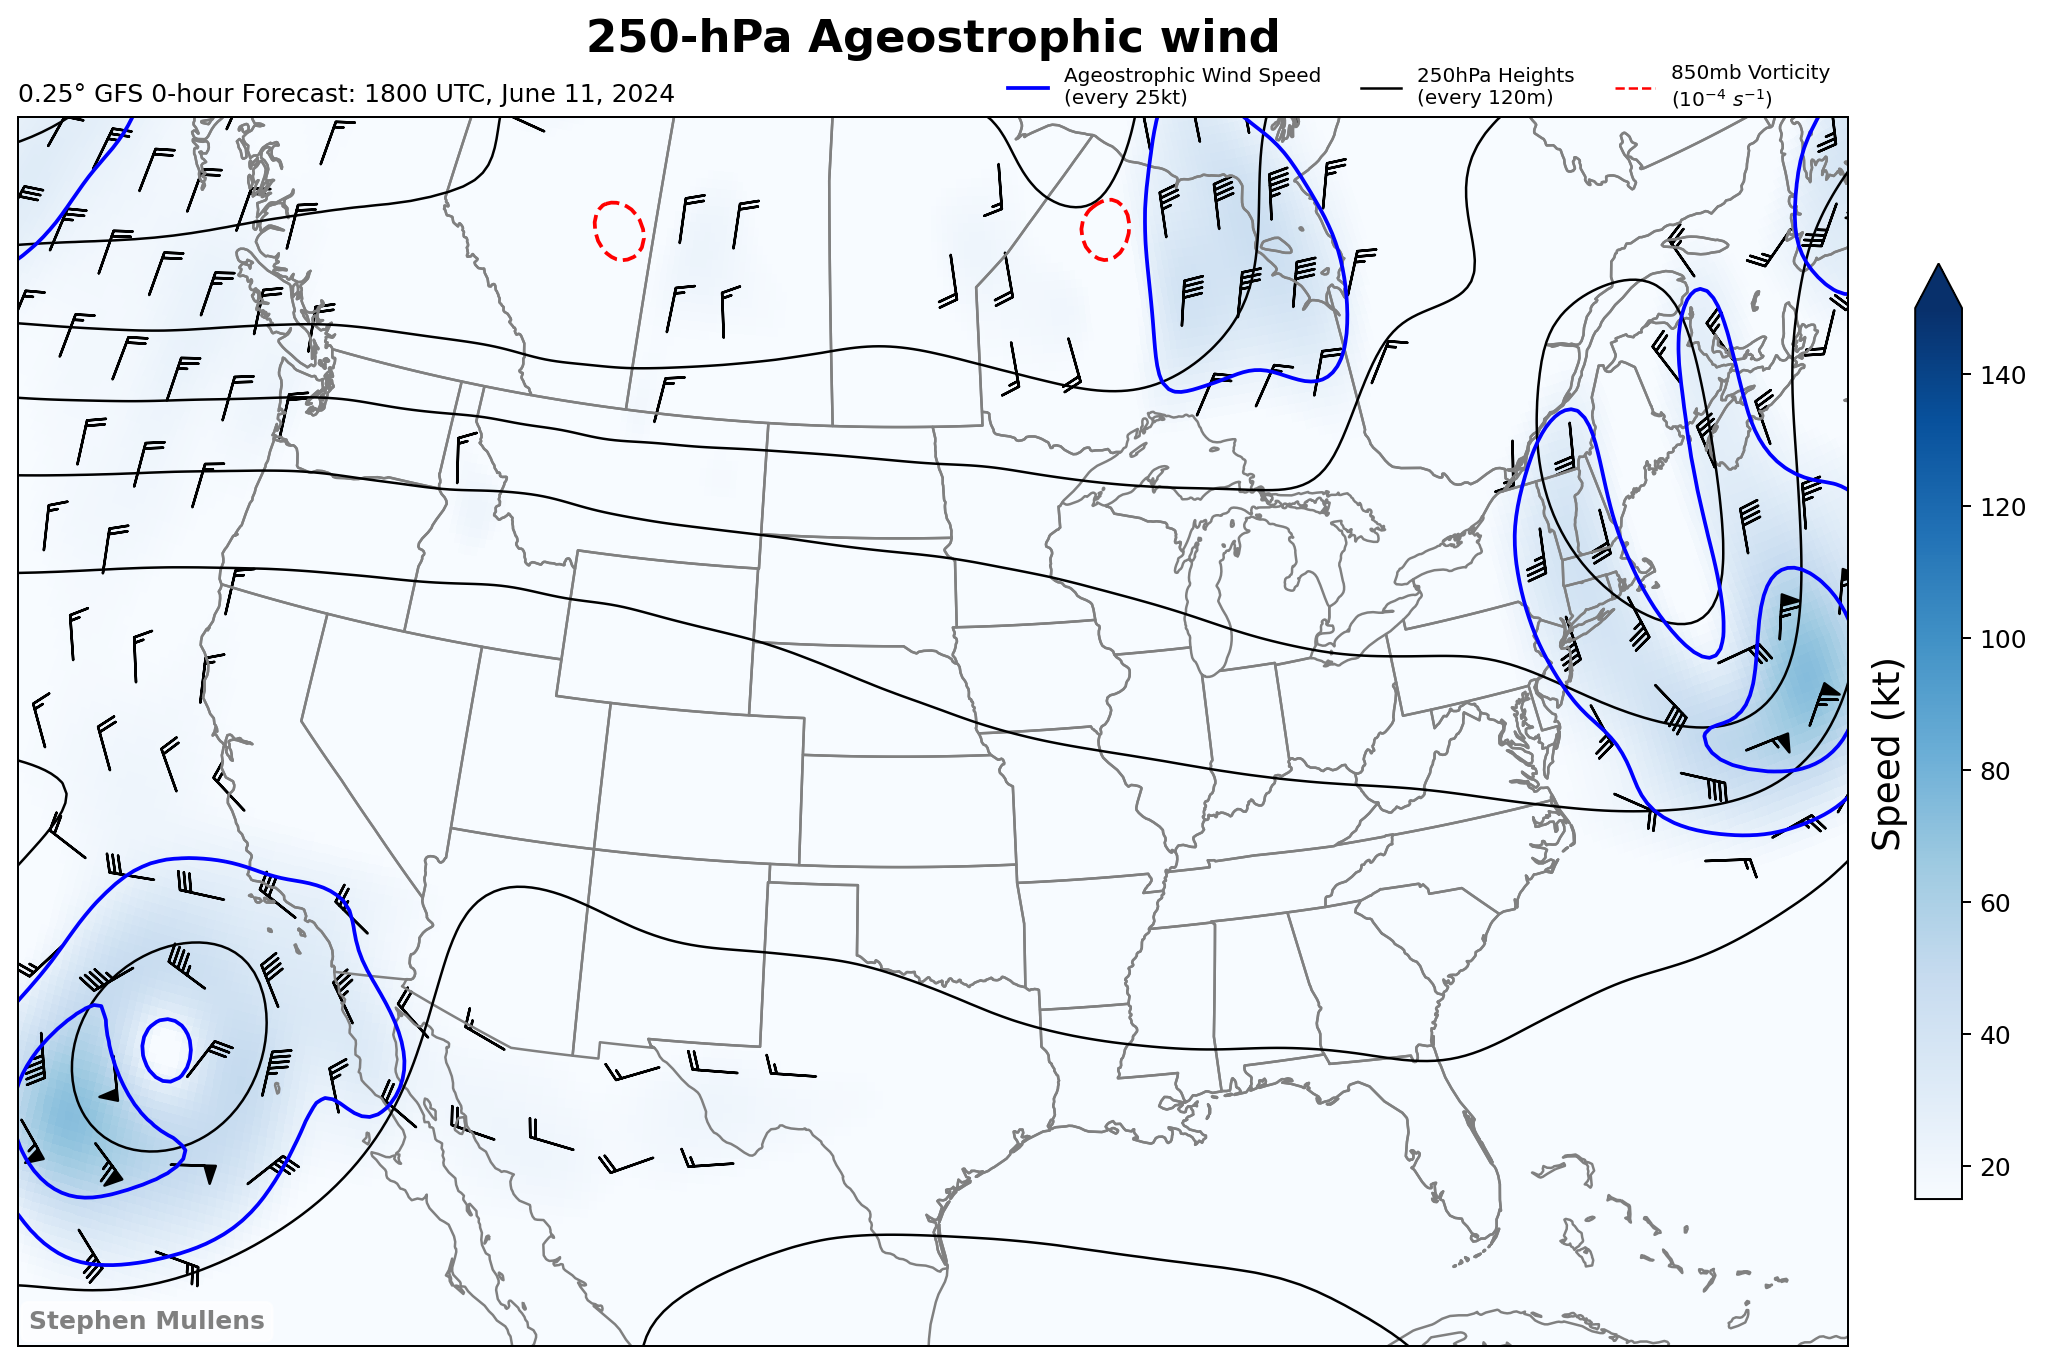 250-hPa Ageostrophic wind
0.25° GFS 0-hour Forecast: 1800 UTC, June 11, 2024
Ageostrophic Wind Speed
(every 25kt)
250hPa Heights
(every 120m)
850mb Vorticity
(10⁻⁴ s⁻¹)
140
120
100
80
60
40
20
Speed (kt)
Stephen Mullens